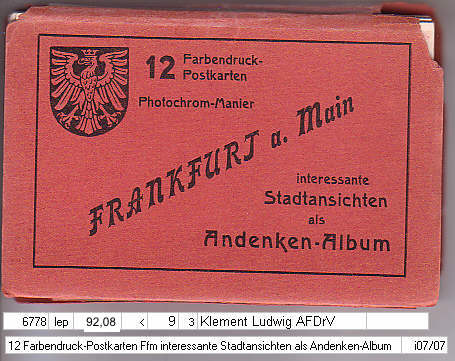 12 Farbendruck-
Postkarten
Photochrom-Manier
FRANKFURT a. Main
interessante
Stadtansichten
als
Andenken-Album
6778 lep 92,08 < 9 3 Klement Ludwig AFDrV
12 Farbendruck-Postkarten Ffm interessante Stadtansichten als Andenken-Album i07/07